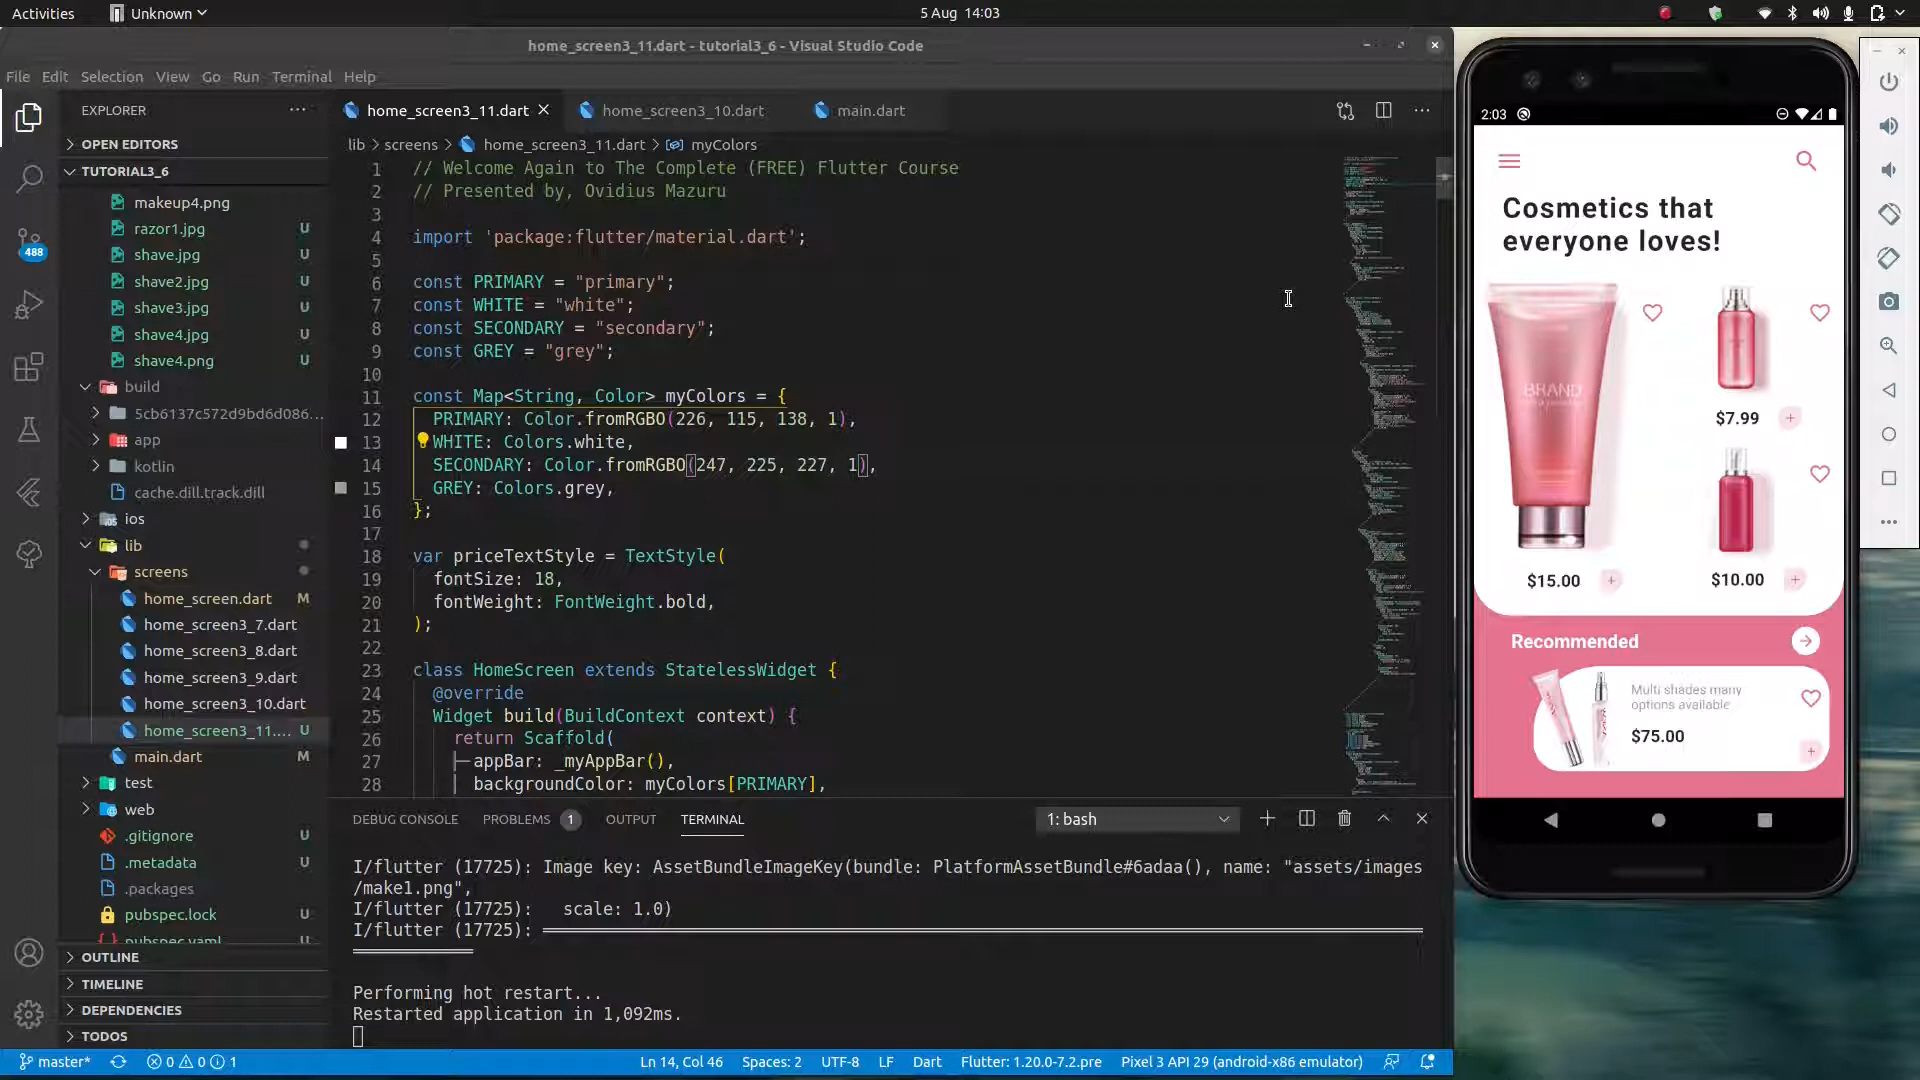 Activities
Unknown
5 Aug 14:03
home_screen3_11.dart - tutorial3_6 - Visual Studio Code
File Edit Selection View Go Run Terminal Help
EXPLORER
OPEN EDITORS
TUTORIAL3_6
makeup4.png
razor1.jpg U
shave.jpg U
shave2.jpg U
shave3.jpg U
shave4.jpg U
shave4.png U
build
5cb6137c572d9bd6d086...
app
kotlin
cache.dill.track.dill
ios
lib
screens
home_screen.dart M
home_screen3_7.dart
home_screen3_8.dart
home_screen3_9.dart
home_screen3_10.dart
home_screen3_11.... U
main.dart M
test
web
.gitignore U
.metadata U
.packages
pubspec.lock U
pubspec.yaml
OUTLINE
TIMELINE
DEPENDENCIES
TODOS
488
home_screen3_11.dart
home_screen3_10.dart
main.dart
lib > screens > home_screen3_11.dart > myColors
1 // Welcome Again to The Complete (FREE) Flutter Course
2 // Presented by, Ovidius Mazuru
3
4 import 'package:flutter/material.dart';
5
6 const PRIMARY = "primary";
7 const WHITE = "white";
8 const SECONDARY = "secondary";
9 const GREY = "grey";
10
11 const Map<String, Color> myColors = {
12 PRIMARY: Color.fromRGBO(226, 115, 138, 1),
13 WHITE: Colors.white,
14 SECONDARY: Color.fromRGBO(247, 225, 227, 1),
15 GREY: Colors.grey,
16 };
17
18 var priceTextStyle = TextStyle(
19 fontSize: 18,
20 fontWeight: FontWeight.bold,
21 );
22
23 class HomeScreen extends StatelessWidget {
24 @override
25 Widget build(BuildContext context) {
26 return Scaffold(
27 appBar: _myAppBar(),
28 backgroundColor: myColors[PRIMARY],
DEBUG CONSOLE PROBLEMS 1 OUTPUT TERMINAL
1: bash
I/flutter (17725): Image key: AssetBundleImageKey(bundle: PlatformAssetBundle#6adaa(), name: "assets/images
/make1.png",
I/flutter (17725): scale: 1.0)
I/flutter (17725):
Performing hot restart...
Restarted application in 1,092ms.
master* 0 0 1
Ln 14, Col 46 Spaces: 2 UTF-8 LF Dart Flutter: 1.20.0-7.2.pre Pixel 3 API 29 (android-x86 emulator)
2:03
Cosmetics that
everyone loves!
BRAND
$7.99 +
$15.00 +
$10.00 +
Recommended
Multi shades many
options available
$75.00
+